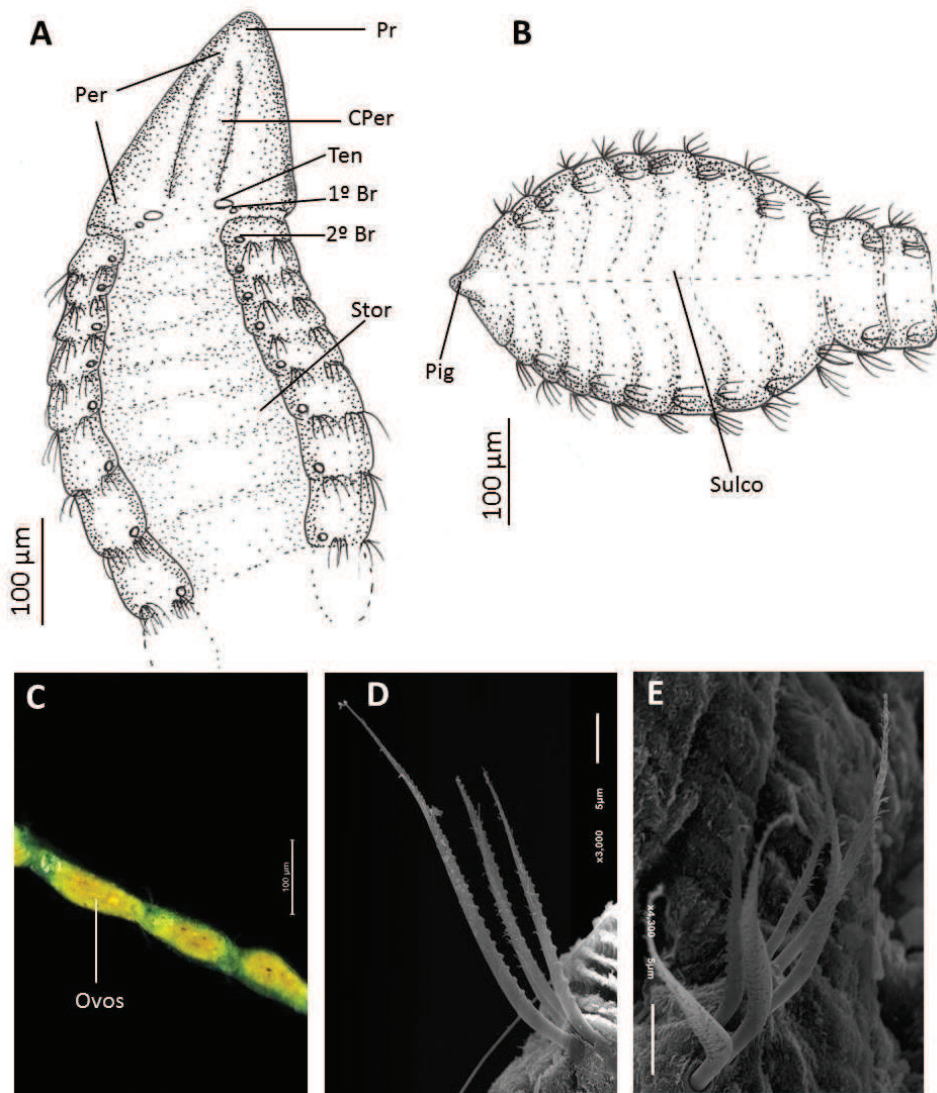 A
Pr
Per
CPer
Ten
1º Br
2º Br
Stor
100 µm
B
Pig
Sulco
100 µm
C
100 µm
Ovos
D
5µm
x3,000
E
x4,300
5µm